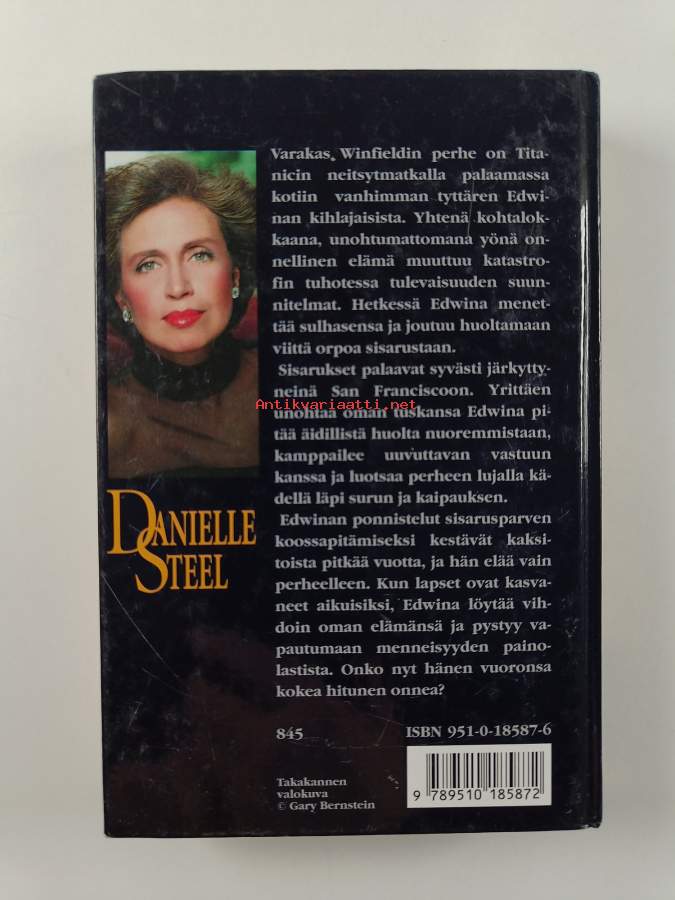 Varakas Winfieldin perhe on Tita-
nicin neitsytmatkalla palaamassa
kotiin vanhimman tyttären Edwi-
nan kihlajaisista. Yhtenä kohtalok-
kaana, unohtumattomana yönä on-
nellinen elämä muuttuu katastro-
fin tuhotessa tulevaisuuden suun-
nitelmat. Hetkessä Edwina menet-
tää sulhasensa ja joutuu huoltamaan
viittä orpoa sisarustaan.
Sisarukset palaavat syvästi järkytty-
neinä San Franciscoon. Yrittäen
Antikvariaatti.net
unohtaa oman tuskansa Edwina pi-
tää äidillistä huolta nuoremmistaan,
kamppailee uuvuttavan vastuun
kanssa ja luotsaa perheen lujalla kä-
dellä läpi surun ja kaipauksen.
Edwinan ponnistelut sisarusparven
koossapitämiseksi kestävät kaksi-
toista pitkää vuotta, ja hän elää vain
perheelleen. Kun lapset ovat kasva-
neet aikuisiksi, Edwina löytää vih-
doin oman elämänsä ja pystyy va-
pautumaan menneisyyden paino-
lastista. Onko nyt hänen vuoronsa
kokea hitunen onnea?
DANIELLE
STEEL
845
ISBN 951-0-18587-6
Takakannen
valokuva
© Gary Bernstein
9 789510 185872